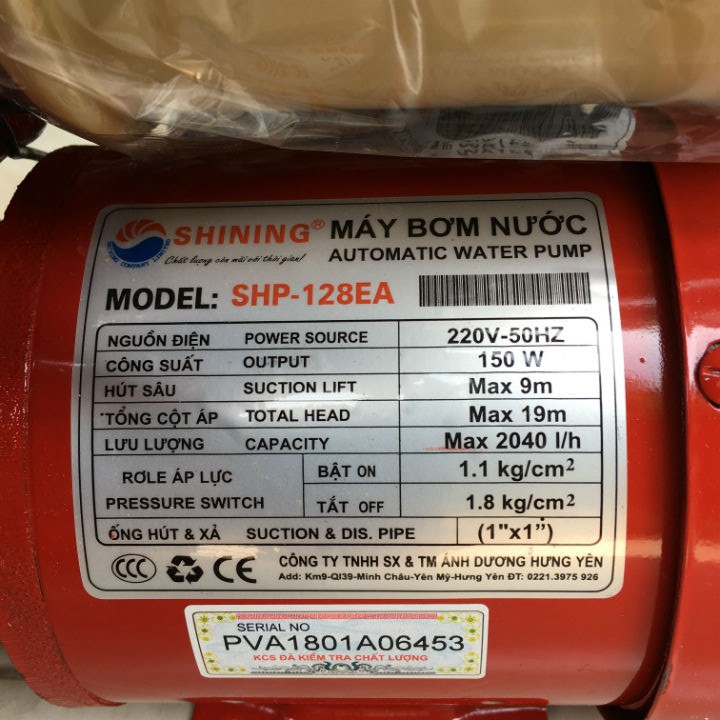 SHINING® MÁY BƠM NƯỚC
Chất lượng còn mãi với thời gian!
AUTOMATIC WATER PUMP
MODEL: SHP-128EA
NGUỒN ĐIỆN POWER SOURCE 220V-50HZ
CÔNG SUẤT OUTPUT 150 W
HÚT SÂU SUCTION LIFT Max 9m
TỔNG CỘT ÁP TOTAL HEAD Max 19m
LƯU LƯỢNG CAPACITY Max 2040 l/h
RƠLE ÁP LỰC BẬT ON 1.1 kg/cm²
PRESSURE SWITCH TẮT OFF 1.8 kg/cm²
ỐNG HÚT & XẢ SUCTION & DIS. PIPE (1"x1")
CCC CE CÔNG TY TNHH SX & TM ÁNH DƯƠNG HƯNG YÊN
Add: Km9-Ql39-Minh Châu-Yên Mỹ-Hưng Yên ĐT: 0221.3975 926
SERIAL NO
PVA1801A06453
KCS ĐÃ KIỂM TRA CHẤT LƯỢNG